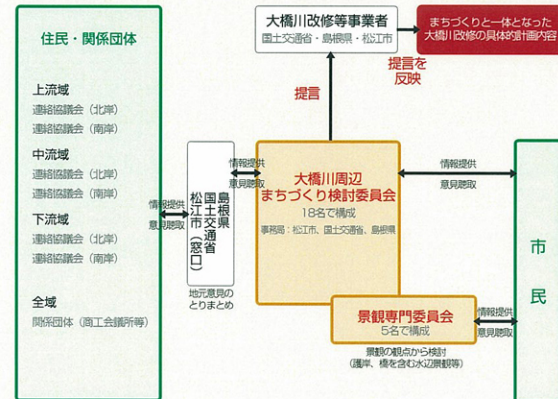 住民・関係団体
上流域
連絡協議会（北岸）
連絡協議会（南岸）
中流域
連絡協議会（北岸）
連絡協議会（南岸）
下流域
連絡協議会（北岸）
連絡協議会（南岸）
全域
関係団体（商工会議所等）
情報提供
意見聴取
島根県
国土交通省
松江市（窓口）
地元意見の
とりまとめ
情報提供
意見聴取
大橋川改修等事業者
国土交通省・島根県・松江市
提言を
反映
まちづくりと一体となった
大橋川改修の具体的計画内容
提言
大橋川周辺
まちづくり検討委員会
18名で構成
事務局：松江市、国土交通省、島根県
景観専門委員会
5名で構成
景観の観点から検討
（護岸、橋を含む水辺景観等）
情報提供
意見聴取
情報提供
意見聴取
市民